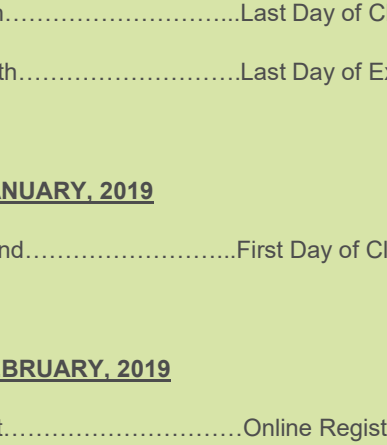 h…………………………...Last Day of C
th……………………….Last Day of Ex
NUARY, 2019
nd……………………...First Day of Cl
BRUARY, 2019
t…………………………Online Regist